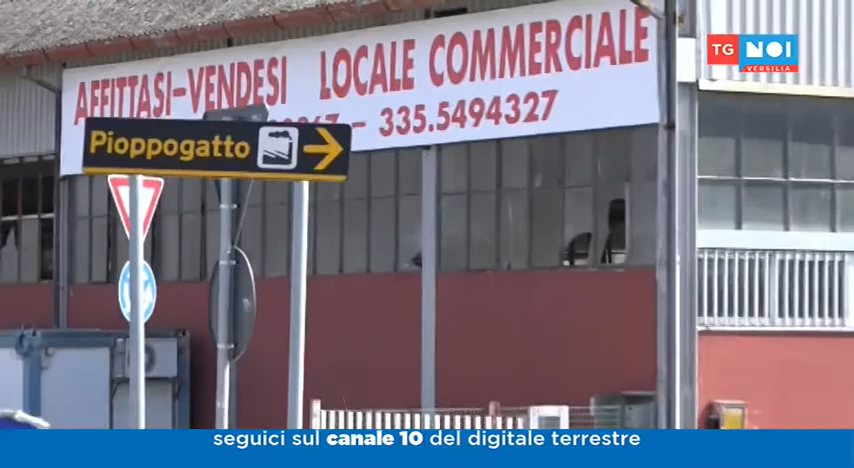 TG NOI
VERSILIA
AFFITTASI-VENDESI LOCALE COMMERCIALE
- 335.5494327
Pioppogatto
seguici sul canale 10 del digitale terrestre